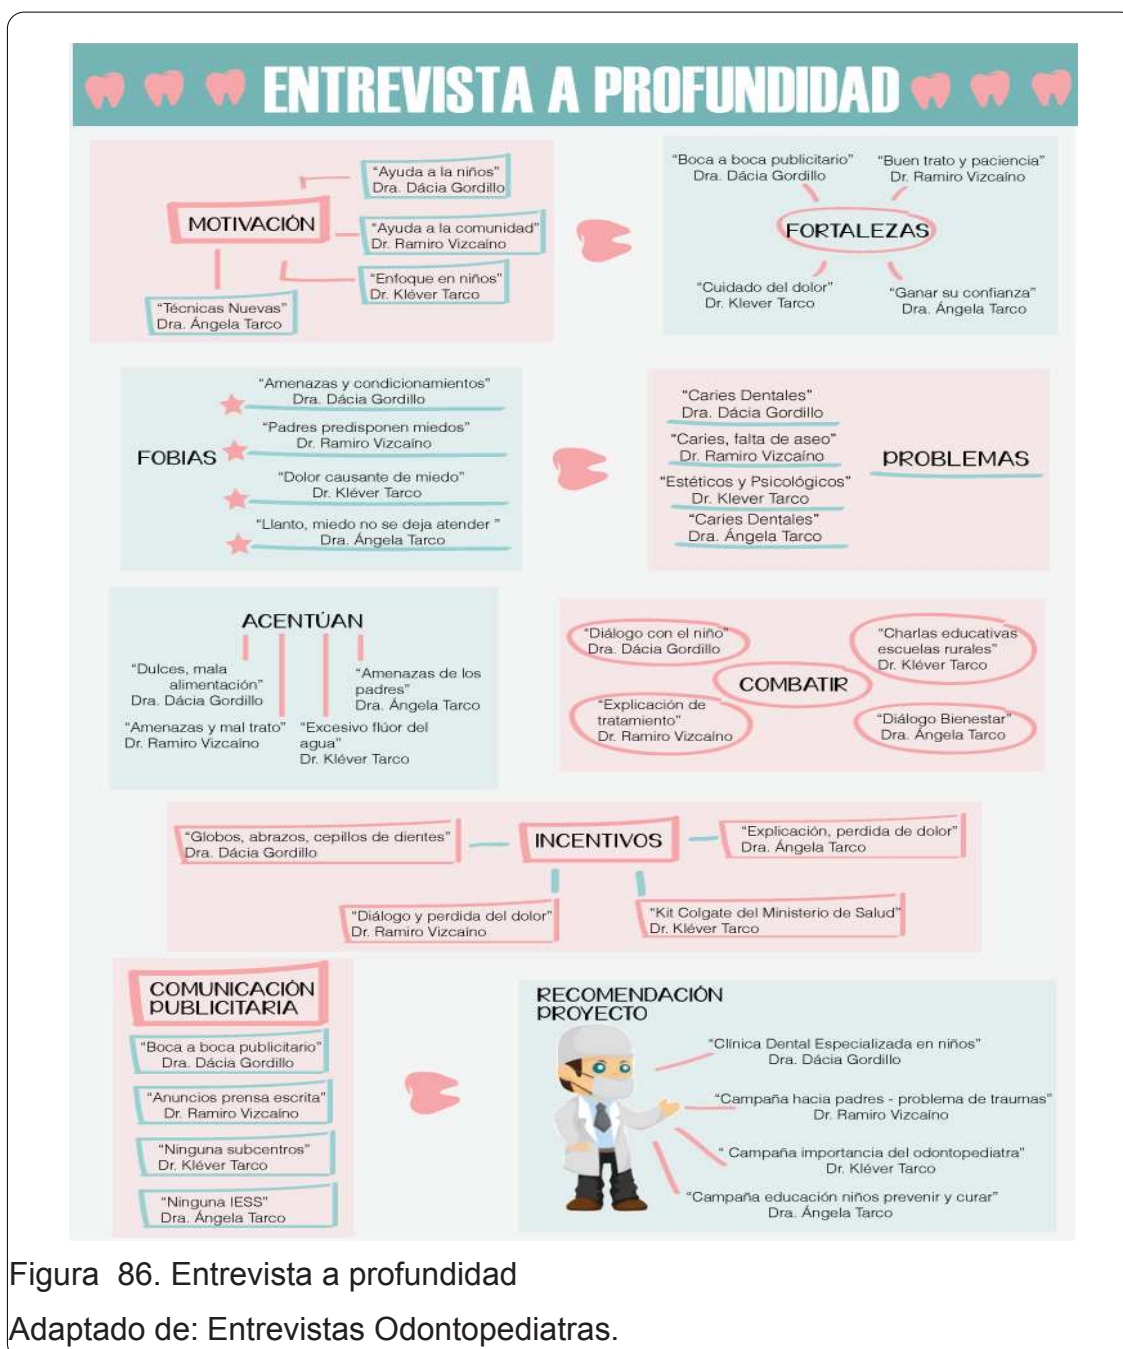 ENTREVISTA A PROFUNDIDAD
MOTIVACIÓN
"Ayuda a la niños"
Dra. Dácia Gordillo
"Ayuda a la comunidad"
Dr. Ramiro Vizcaíno
"Enfoque en niños"
Dr. Kléver Tarco
"Técnicas Nuevas"
Dra. Ángela Tarco
"Boca a boca publicitario"
Dra. Dácia Gordillo
"Buen trato y paciencia"
Dr. Ramiro Vizcaíno
FORTALEZAS
"Cuidado del dolor"
Dr. Klever Tarco
"Ganar su confianza"
Dra. Ángela Tarco
FOBIAS
"Amenazas y condicionamientos"
Dra. Dácia Gordillo
"Padres predisponen miedos"
Dr. Ramiro Vizcaíno
"Dolor causante de miedo"
Dr. Kléver Tarco
"Llanto, miedo no se deja atender "
Dra. Ángela Tarco
"Caries Dentales"
Dra. Dácia Gordillo
"Caries, falta de aseo"
Dr. Ramiro Vizcaíno
"Estéticos y Psicológicos"
Dr. Klever Tarco
"Caries Dentales"
Dra. Ángela Tarco
PROBLEMAS
ACENTÚAN
"Dulces, mala
alimentación"
Dra. Dácia Gordillo
"Amenazas y mal trato"
Dr. Ramiro Vizcaíno
"Excesivo flúor del
agua"
Dr. Kléver Tarco
"Amenazas de los
padres"
Dra. Ángela Tarco
"Diálogo con el niño"
Dra. Dácia Gordillo
"Charlas educativas
escuelas rurales"
Dr. Kléver Tarco
COMBATIR
"Explicación de
tratamiento"
Dr. Ramiro Vizcaíno
"Diálogo Bienestar"
Dra. Ángela Tarco
"Globos, abrazos, cepillos de dientes"
Dra. Dácia Gordillo
INCENTIVOS
"Explicación, perdida de dolor"
Dra. Ángela Tarco
"Diálogo y perdida del dolor"
Dr. Ramiro Vizcaíno
"Kit Colgate del Ministerio de Salud"
Dr. Kléver Tarco
COMUNICACIÓN
PUBLICITARIA
"Boca a boca publicitario"
Dra. Dácia Gordillo
"Anuncios prensa escrita"
Dr. Ramiro Vizcaíno
"Ninguna subcentros"
Dr. Kléver Tarco
"Ninguna IESS"
Dra. Ángela Tarco
RECOMENDACIÓN
PROYECTO
"Clínica Dental Especializada en niños"
Dra. Dácia Gordillo
"Campaña hacia padres - problema de traumas"
Dr. Ramiro Vizcaíno
" Campaña importancia del odontopediatra"
Dr. Kléver Tarco
"Campaña educación niños prevenir y curar"
Dra. Ángela Tarco
Figura 86. Entrevista a profundidad
Adaptado de: Entrevistas Odontopediatras.